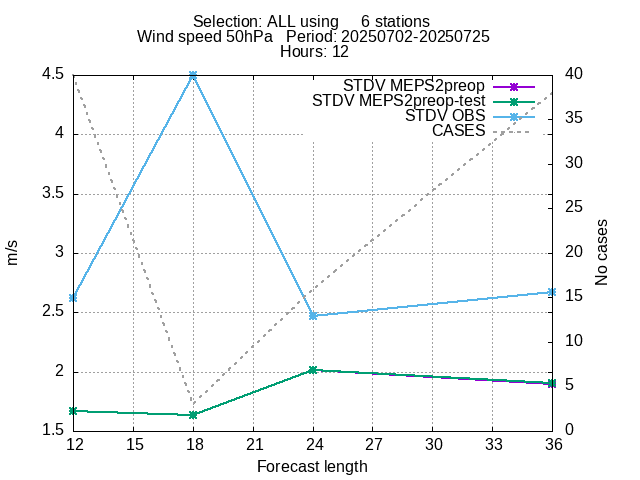 Selection: ALL using     6 stations
Wind speed 50hPa   Period: 20250702-20250725
Hours: 12
STDV MEPS2preop
STDV MEPS2preop-test
STDV OBS
CASES
4.5
4
3.5
3
2.5
2
1.5
m/s
40
35
30
25
20
15
10
5
0
No cases
12 15 18 21 24 27 30 33 36
Forecast length